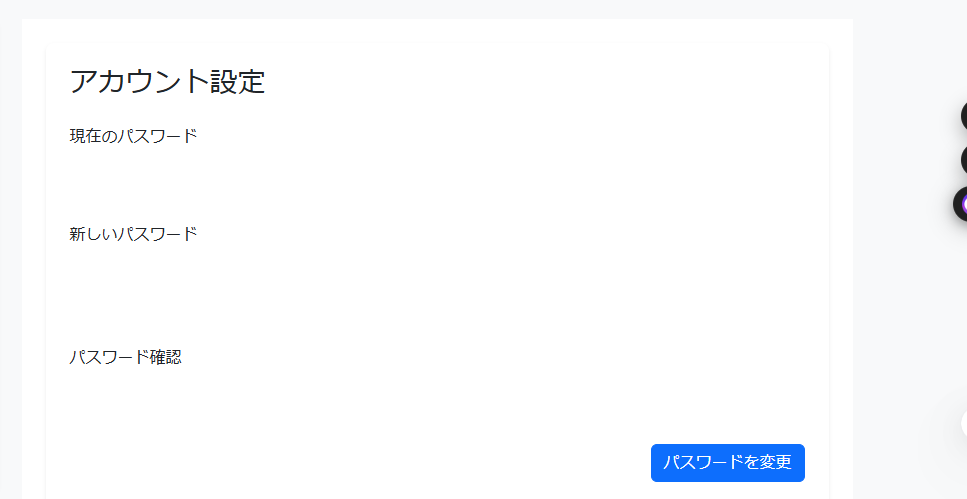 アカウント設定
現在のパスワード
新しいパスワード
パスワード確認
パスワードを変更